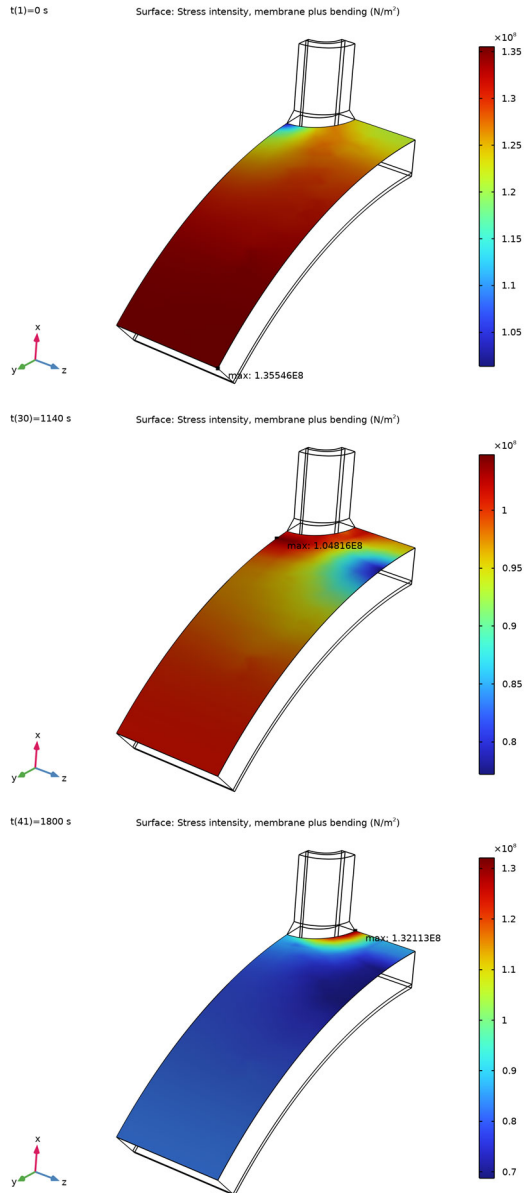 t(1)=0 s Surface: Stress intensity, membrane plus bending (N/m²)
×10⁸
1.35
1.3
1.25
1.2
1.15
1.1
1.05
x
y z
max: 1.35546E8
t(30)=1140 s Surface: Stress intensity, membrane plus bending (N/m²)
×10⁸
1
max: 1.04816E8
0.95
0.9
0.85
0.8
x
y z
t(41)=1800 s Surface: Stress intensity, membrane plus bending (N/m²)
×10⁸
1.3
max: 1.32113E8
1.2
1.1
1
0.9
0.8
0.7
x
y z